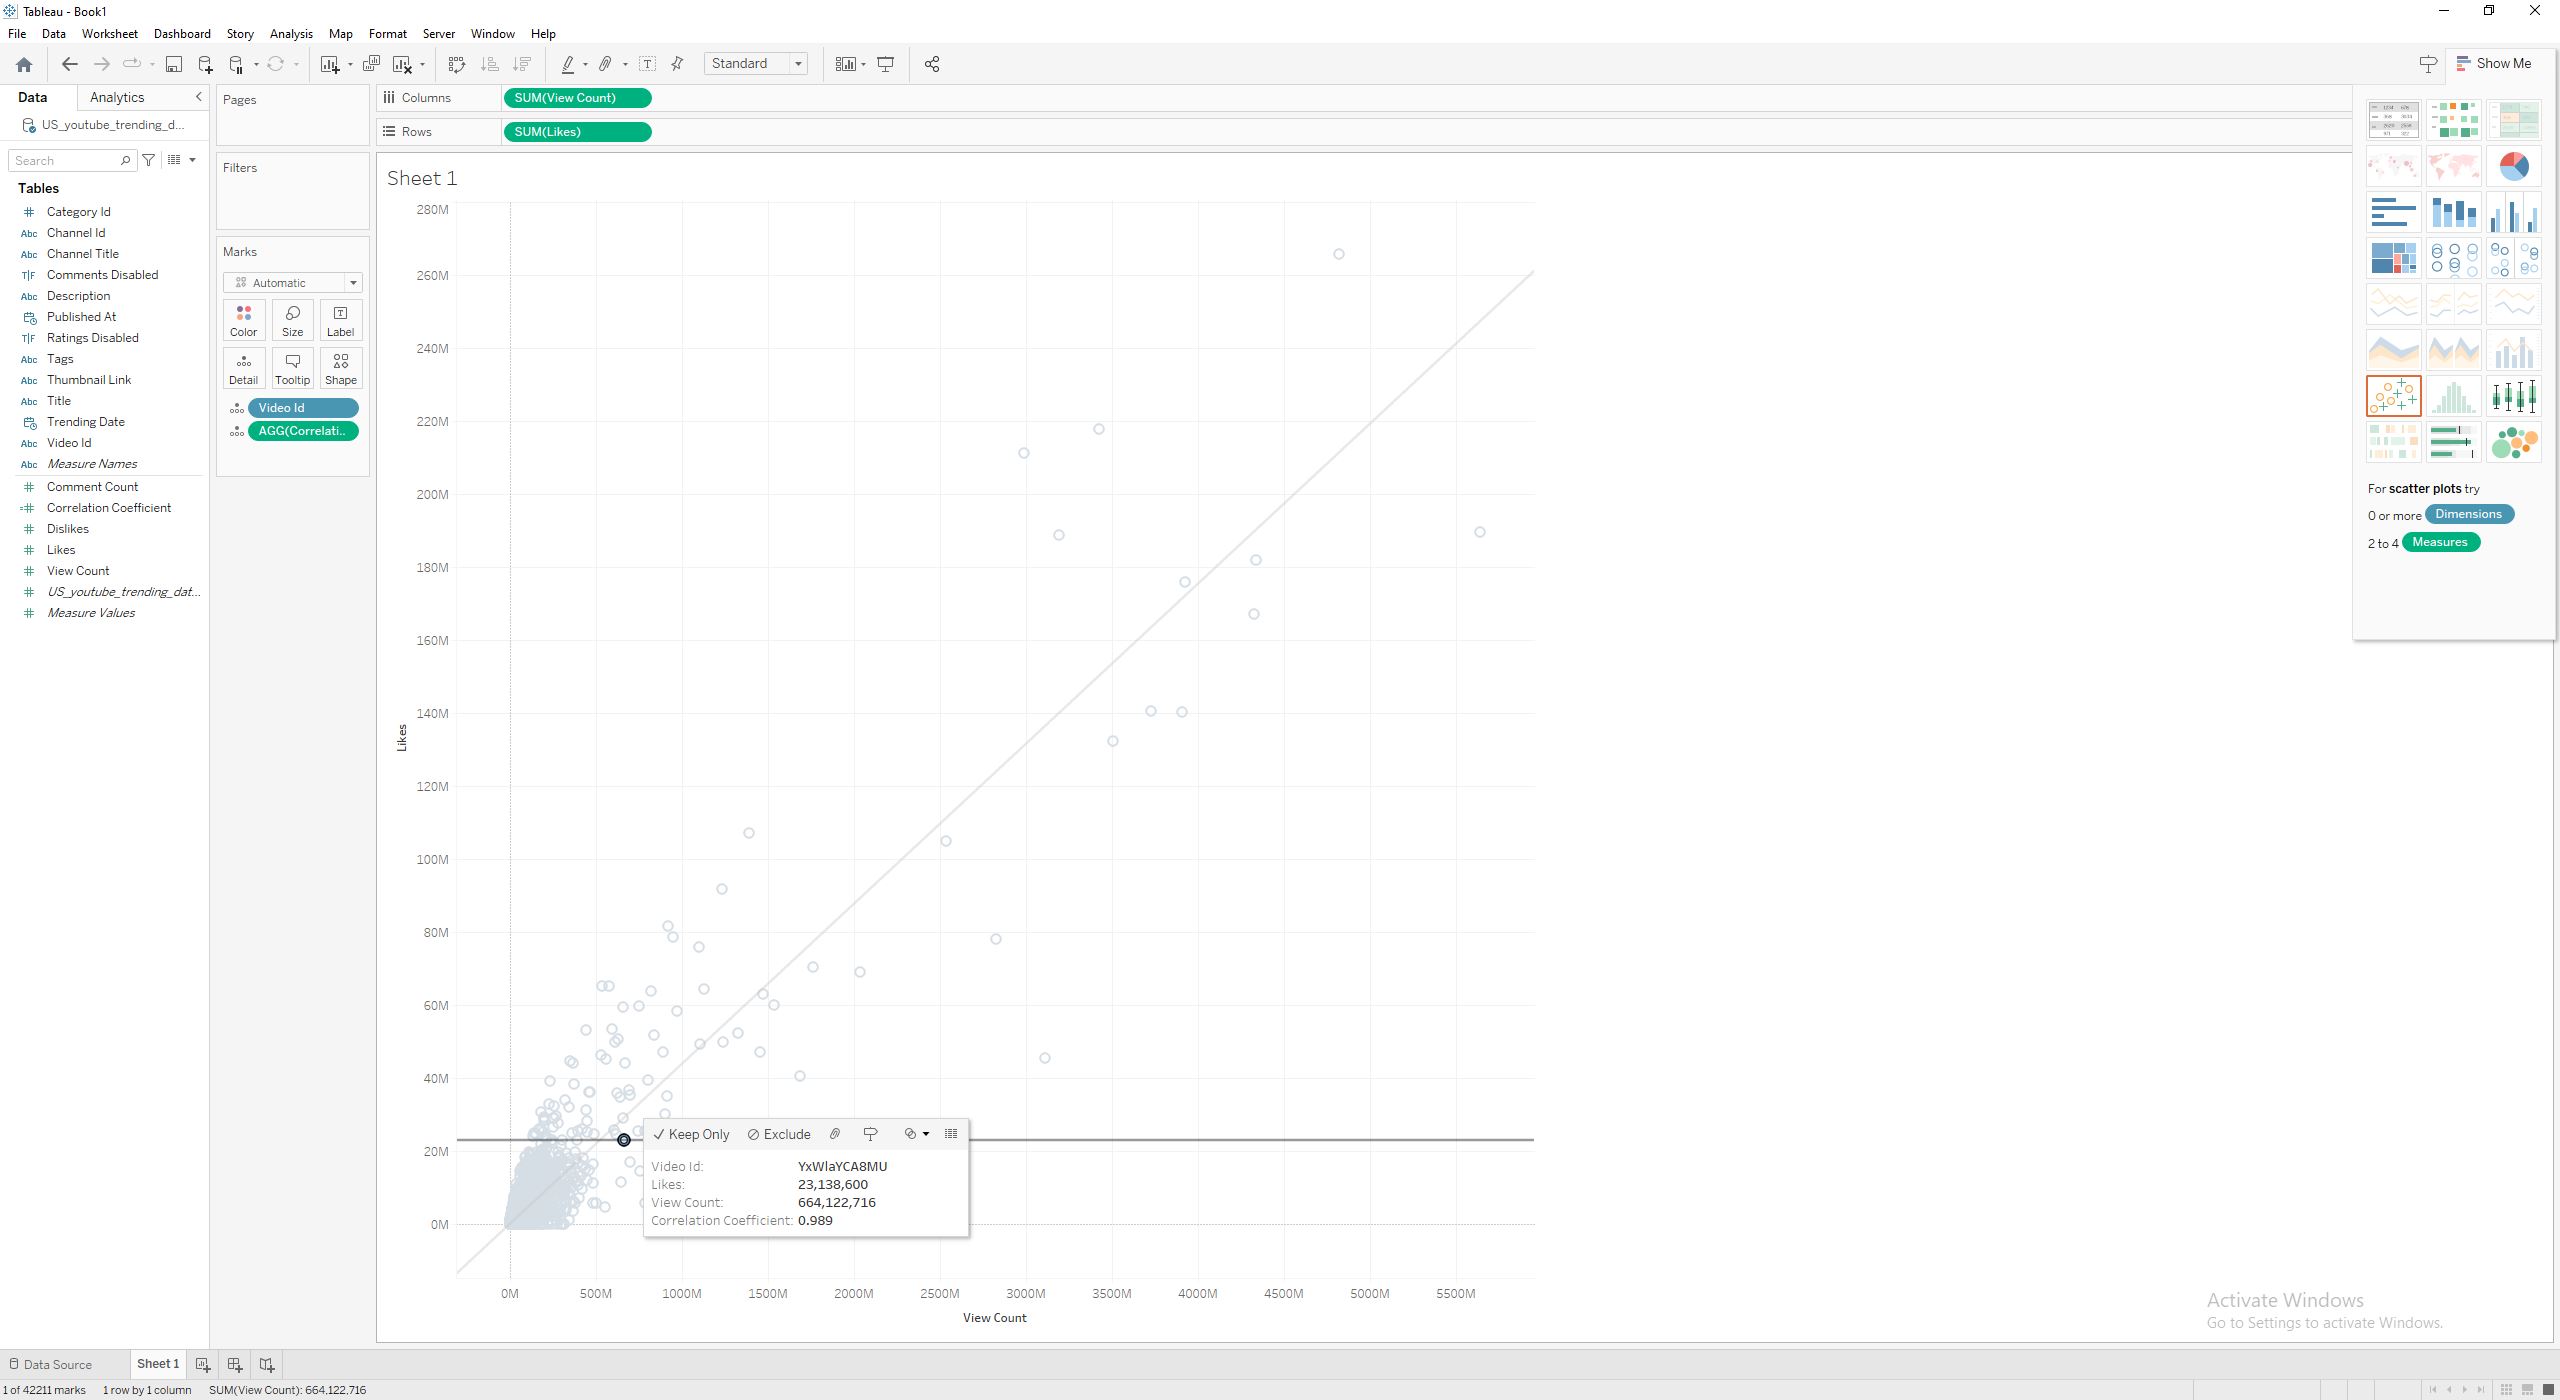 Tableau - Book1
File Data Worksheet Dashboard Story Analysis Map Format Server Window Help
Standard
Show Me
Data Analytics
US_youtube_trending_d...
Search
Tables
Category Id
Abc Channel Id
Abc Channel Title
T|F Comments Disabled
Abc Description
Published At
T|F Ratings Disabled
Abc Tags
Abc Thumbnail Link
Abc Title
Trending Date
Abc Video Id
Abc Measure Names
Comment Count
Correlation Coefficient
Dislikes
Likes
View Count
US_youtube_trending_dat...
Measure Values
Pages
Filters
Marks
Automatic
Color Size Label
Detail Tooltip Shape
Video Id
AGG(Correlati..
Columns SUM(View Count)
Rows SUM(Likes)
Sheet 1
280M
260M
240M
220M
200M
180M
160M
140M
120M
100M
80M
60M
40M
20M
0M
Likes
Keep Only Exclude
Video Id: YxWlaYCA8MU
Likes: 23,138,600
View Count: 664,122,716
Correlation Coefficient: 0.989
0M 500M 1000M 1500M 2000M 2500M 3000M 3500M 4000M 4500M 5000M 5500M
View Count
For scatter plots try
0 or more Dimensions
2 to 4 Measures
Activate Windows
Go to Settings to activate Windows.
Data Source Sheet 1
1 of 42211 marks 1 row by 1 column SUM(View Count): 664,122,716